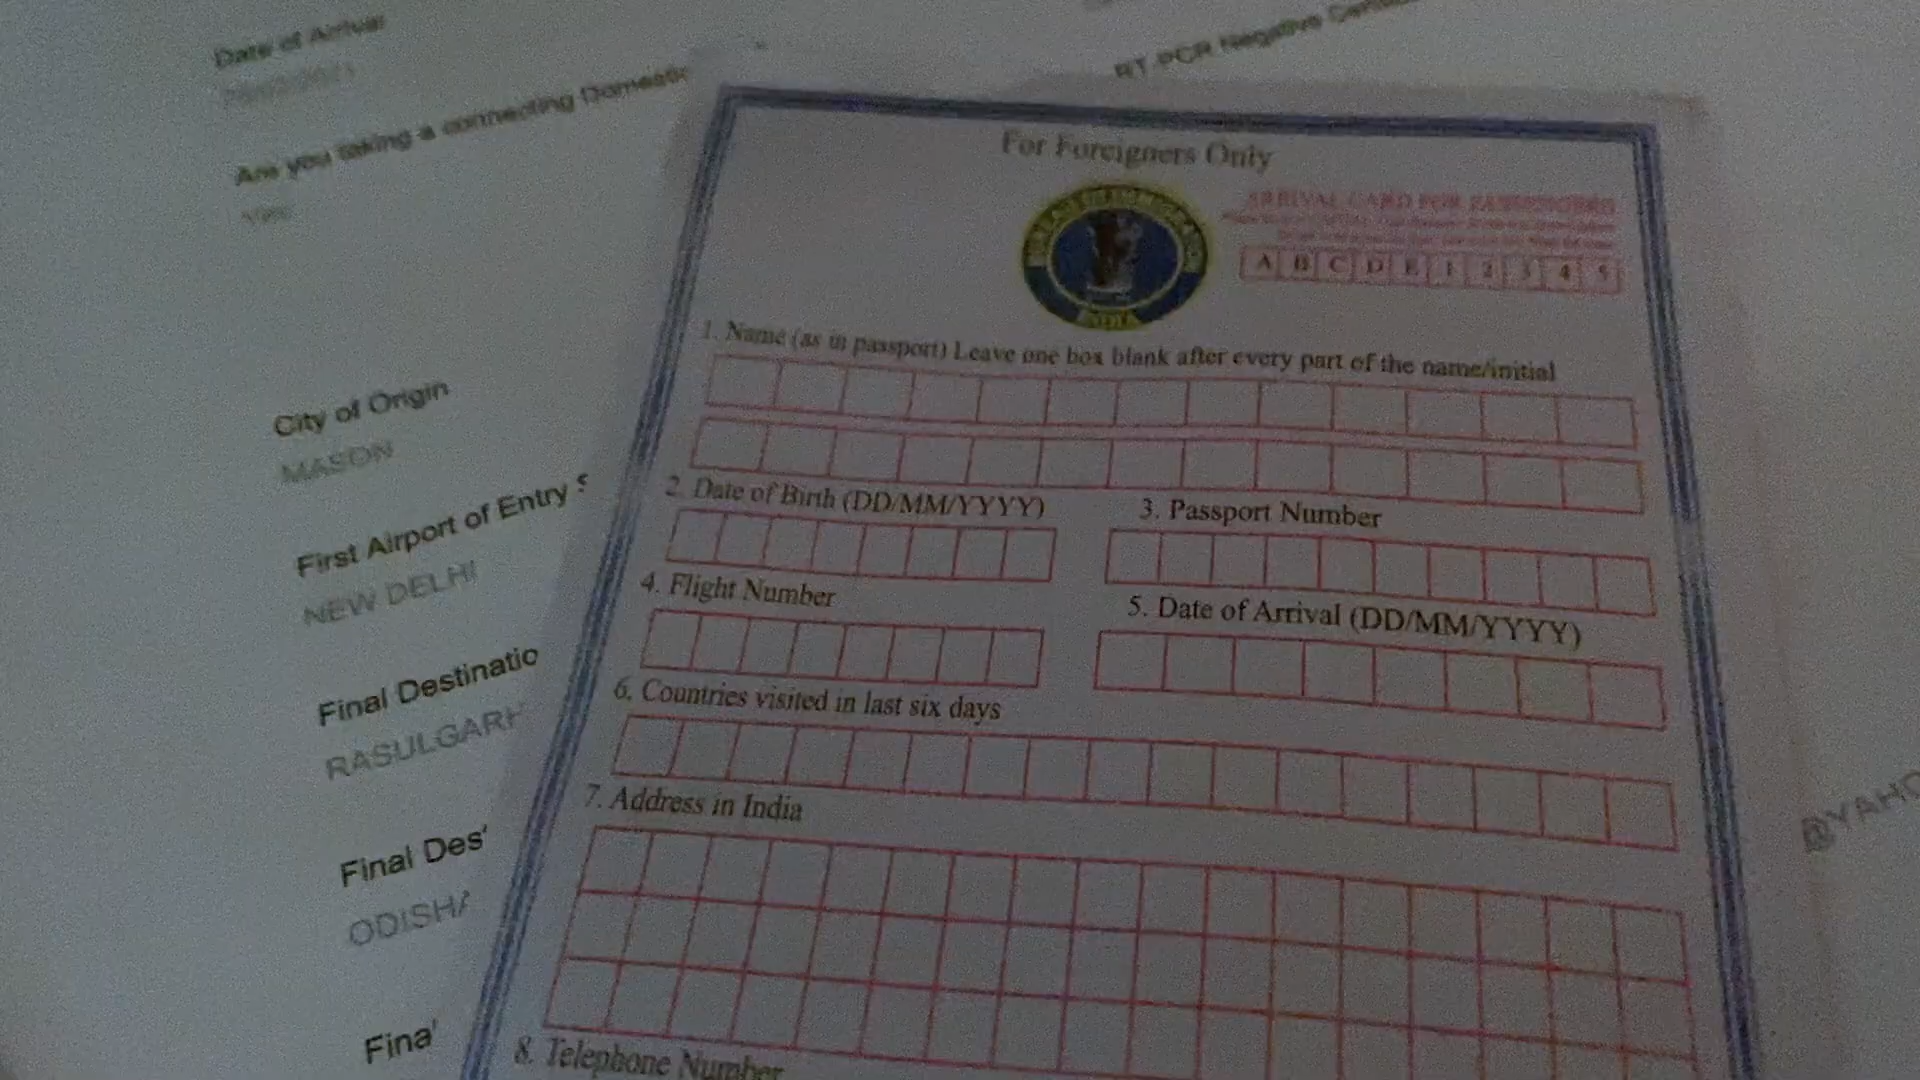 Date of Arrival
Are you taking a connecting Domestic
RT PCR Negative
City of Origin
MASON
First Airport of Entry
NEW DELHI
Final Destinatio
RASULGARH
Final Des
ODISHA
Fina
@YAHO
For Foreigners Only
ARRIVAL CARD FOR PASSENGERS
A B C D E 1 2 3 4 5
INDIA
1. Name (as in passport) Leave one box blank after every part of the name/initial
2. Date of Birth (DD/MM/YYYY)
3. Passport Number
4. Flight Number
5. Date of Arrival (DD/MM/YYYY)
6. Countries visited in last six days
7. Address in India
8. Telephone Number